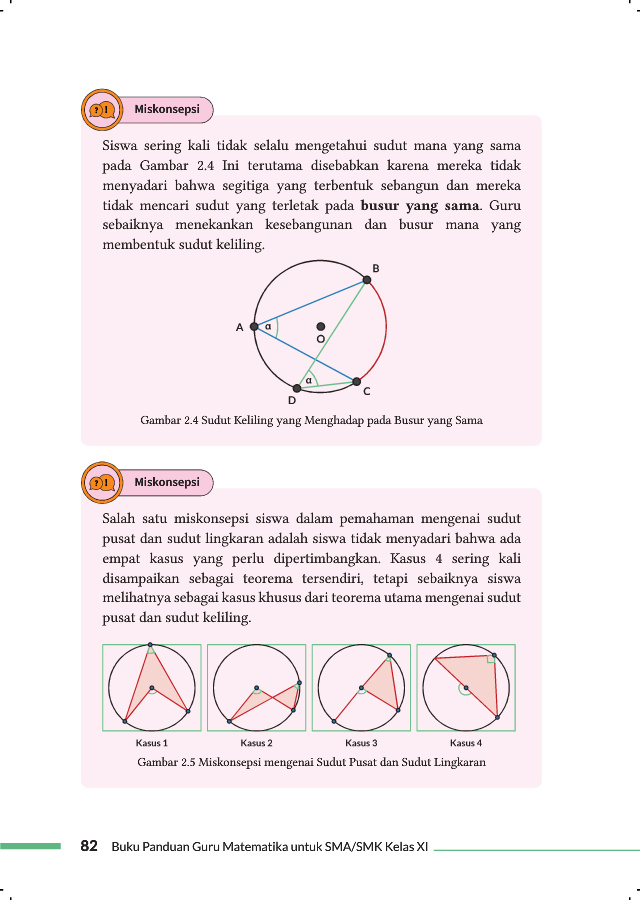 Miskonsepsi
Siswa sering kali tidak selalu mengetahui sudut mana yang sama
pada Gambar 2.4 Ini terutama disebabkan karena mereka tidak
menyadari bahwa segitiga yang terbentuk sebangun dan mereka
tidak mencari sudut yang terletak pada busur yang sama. Guru
sebaiknya menekankan kesebangunan dan busur mana yang
membentuk sudut keliling.
B
A
α
O
α
C
D
Gambar 2.4 Sudut Keliling yang Menghadap pada Busur yang Sama
Miskonsepsi
Salah satu miskonsepsi siswa dalam pemahaman mengenai sudut
pusat dan sudut lingkaran adalah siswa tidak menyadari bahwa ada
empat kasus yang perlu dipertimbangkan. Kasus 4 sering kali
disampaikan sebagai teorema tersendiri, tetapi sebaiknya siswa
melihatnya sebagai kasus khusus dari teorema utama mengenai sudut
pusat dan sudut keliling.
Kasus 1
Kasus 2
Kasus 3
Kasus 4
Gambar 2.5 Miskonsepsi mengenai Sudut Pusat dan Sudut Lingkaran
82 Buku Panduan Guru Matematika untuk SMA/SMK Kelas XI